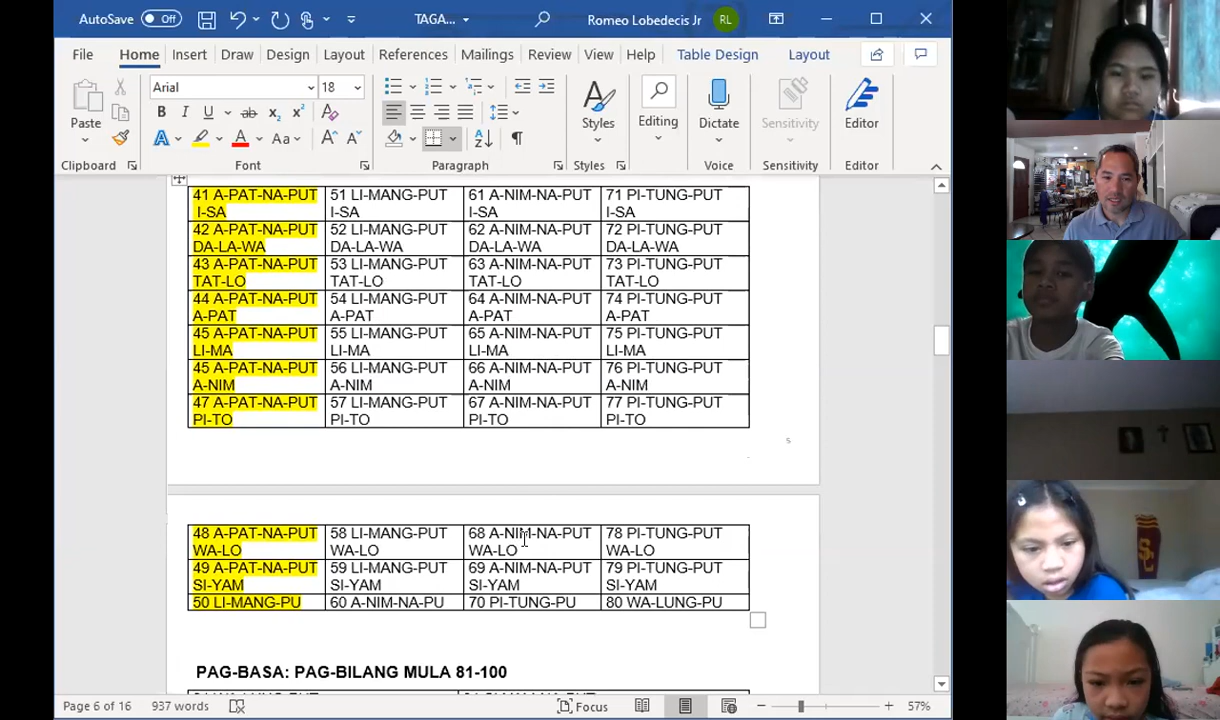 AutoSave Off TAGA... Romeo Lobedecis Jr RL
File Home Insert Draw Design Layout References Mailings Review View Help Table Design Layout
Arial 18
Paste Styles Editing Dictate Sensitivity Editor
Clipboard Font Paragraph Styles Voice Sensitivity Editor
41 A-PAT-NA-PUT 51 LI-MANG-PUT 61 A-NIM-NA-PUT 71 PI-TUNG-PUT
I-SA I-SA I-SA I-SA
42 A-PAT-NA-PUT 52 LI-MANG-PUT 62 A-NIM-NA-PUT 72 PI-TUNG-PUT
DA-LA-WA DA-LA-WA DA-LA-WA DA-LA-WA
43 A-PAT-NA-PUT 53 LI-MANG-PUT 63 A-NIM-NA-PUT 73 PI-TUNG-PUT
TAT-LO TAT-LO TAT-LO TAT-LO
44 A-PAT-NA-PUT 54 LI-MANG-PUT 64 A-NIM-NA-PUT 74 PI-TUNG-PUT
A-PAT A-PAT A-PAT A-PAT
45 A-PAT-NA-PUT 55 LI-MANG-PUT 65 A-NIM-NA-PUT 75 PI-TUNG-PUT
LI-MA LI-MA LI-MA LI-MA
45 A-PAT-NA-PUT 56 LI-MANG-PUT 66 A-NIM-NA-PUT 76 PI-TUNG-PUT
A-NIM A-NIM A-NIM A-NIM
47 A-PAT-NA-PUT 57 LI-MANG-PUT 67 A-NIM-NA-PUT 77 PI-TUNG-PUT
PI-TO PI-TO PI-TO PI-TO
5
48 A-PAT-NA-PUT 58 LI-MANG-PUT 68 A-NIM-NA-PUT 78 PI-TUNG-PUT
WA-LO WA-LO WA-LO WA-LO
49 A-PAT-NA-PUT 59 LI-MANG-PUT 69 A-NIM-NA-PUT 79 PI-TUNG-PUT
SI-YAM SI-YAM SI-YAM SI-YAM
50 LI-MANG-PU 60 A-NIM-NA-PU 70 PI-TUNG-PU 80 WA-LUNG-PU
PAG-BASA: PAG-BILANG MULA 81-100
Page 6 of 16 937 words Focus 57%
SC